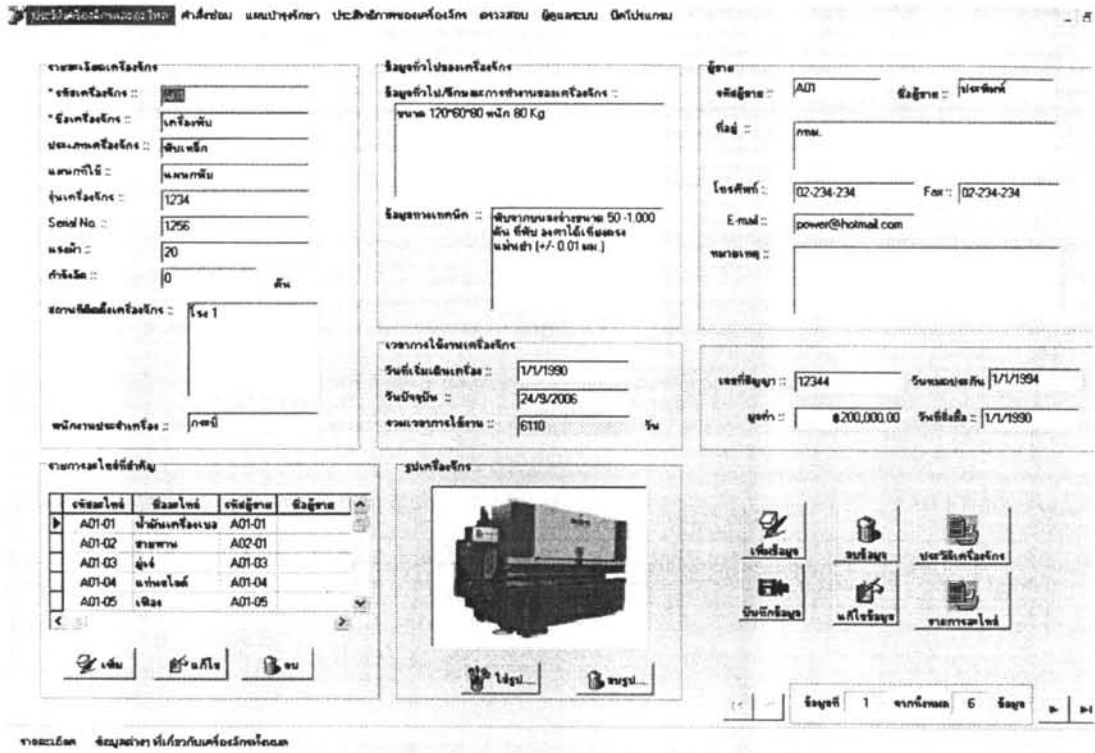 ประวัติเครื่องจักรและอะไหล่ คำสั่งซ่อม แผนบำรุงรักษา ประสิทธิภาพของเครื่องจักร ตรวจสอบ ผู้ดูแลระบบ ปิดโปรแกรม
รายละเอียดเครื่องจักร
* รหัสเครื่องจักร :: A01
* ชื่อเครื่องจักร :: เครื่องพับ
ประเภทเครื่องจักร :: พับเหล็ก
แผนกที่ใช้ :: แผนกพับ
รุ่นเครื่องจักร :: 1234
Serial No. :: 1256
แรงม้า :: 20
กำลังผลิต :: 0 ตัน
สถานที่ติดตั้งเครื่องจักร :: โรง 1
พนักงานประจำเครื่อง ::
ข้อมูลทั่วไปของเครื่องจักร
ข้อมูลทั่วไป/ลักษณะการทำงานของเครื่องจักร ::
ขนาด 120*60*80 หนัก 80 Kg
ข้อมูลทางเทคนิค :: พับจากบนลงล่างขนาด 50 -1,000
ตัน ที่พับ องศาได้เที่ยงตรง
แม่นยำ (+/- 0.01 มม.)
เวลาการใช้งานเครื่องจักร
วันที่เริ่มเดินเครื่อง :: 1/1/1990
วันปัจจุบัน :: 24/9/2006
รวมเวลาการใช้งาน :: 6110 วัน
ผู้ขาย
รหัสผู้ขาย :: A01 ชื่อผู้ขาย :: ประพิมพ์
ที่อยู่ :: กทม.
โทรศัพท์ :: 02-234-234 Fax :: 02-234-234
E-mail :: power@hotmail.com
หมายเหตุ ::
เลขที่สัญญา :: 12344 วันหมดประกัน 1/1/1994
มูลค่า :: ฿200,000.00 วันที่สั่งซื้อ :: 1/1/1990
รายการอะไหล่ที่สำคัญ
รหัสอะไหล่ ชื่ออะไหล่ รหัสผู้ขาย ชื่อผู้ขาย
A01-01 น้ำมันเครื่องเบอ A01-01
A01-02 สายพาน A02-01
A01-03 A01-03
A01-04 แท่นสไลด์ A01-04
A01-05 เฟือง A01-05
เพิ่ม แก้ไข ลบ
รูปเครื่องจักร
ใส่รูป... ลบรูป...
เพิ่มข้อมูล ลบข้อมูล ประวัติเครื่องจักร
บันทึกข้อมูล แก้ไขข้อมูล รายการอะไหล่
ข้อมูลที่ 1 จากทั้งหมด 6 ข้อมูล
รายละเอียด ข้อมูลต่างๆ ที่เกี่ยวกับเครื่องจักรทั้งหมด